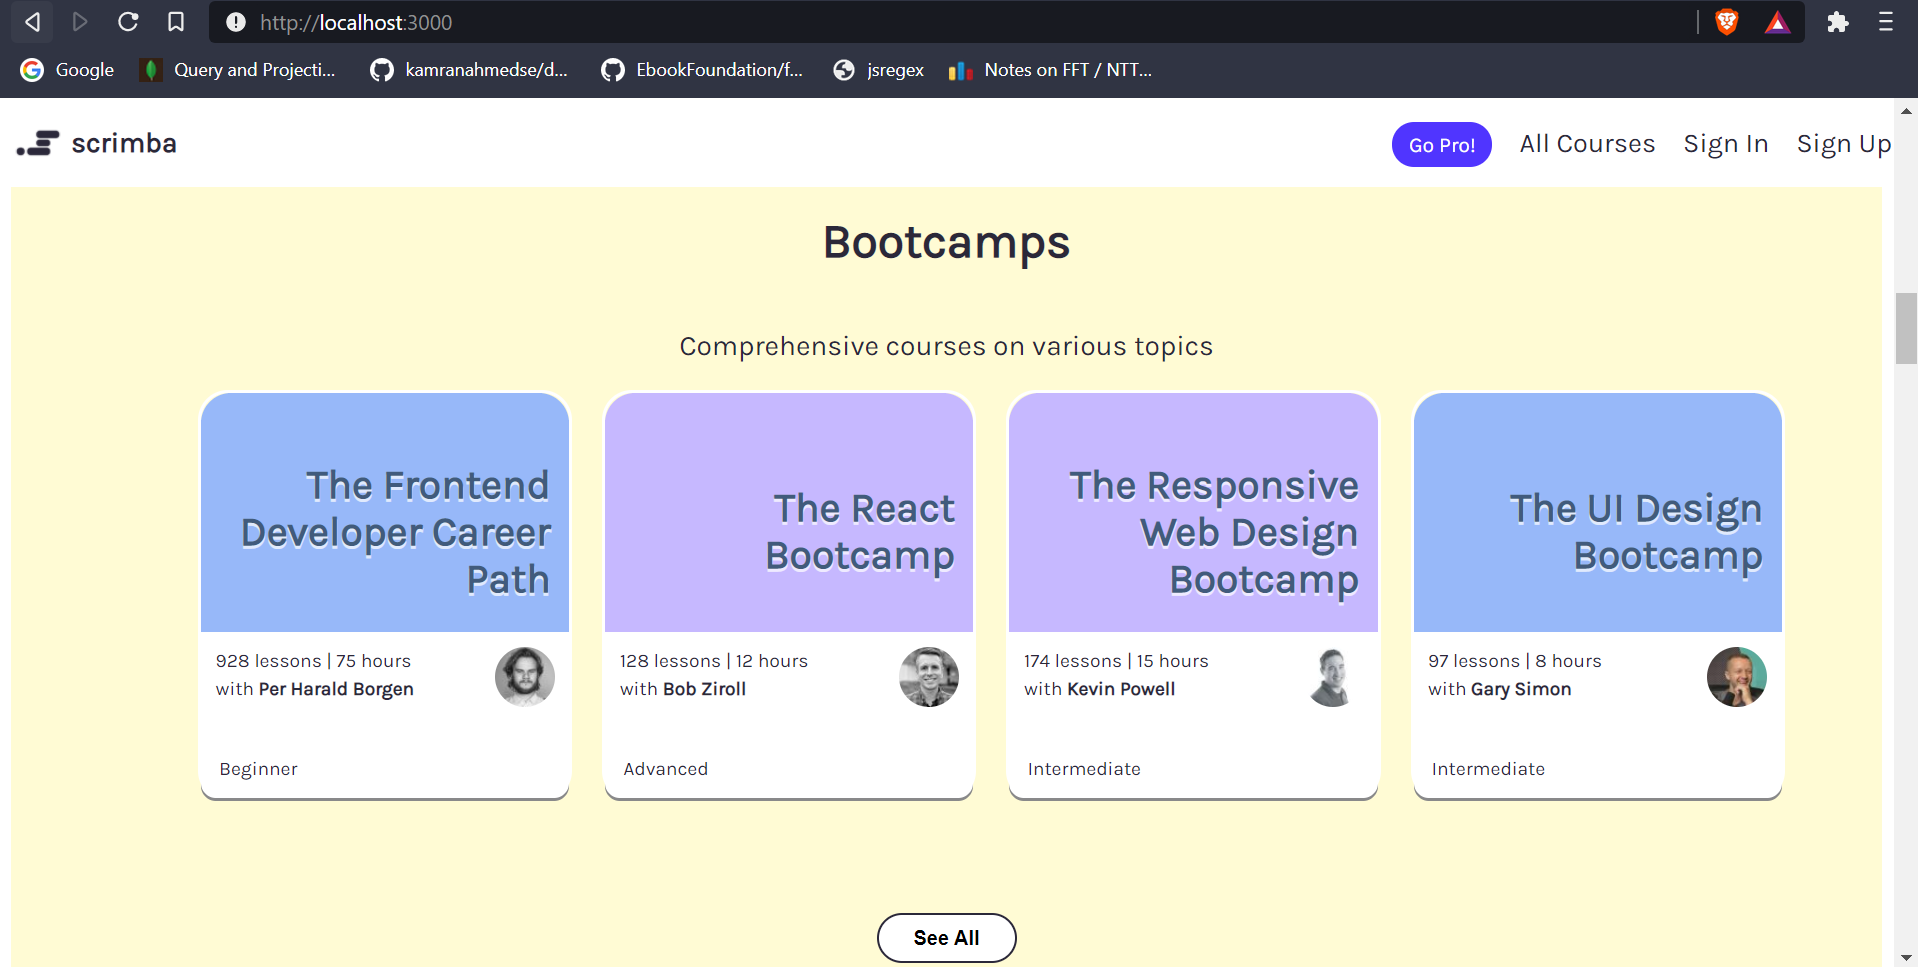 http://localhost:3000
Google
Query and Projecti...
kamranahmedse/d...
EbookFoundation/f...
jsregex
Notes on FFT / NTT...
scrimba
Go Pro!
All Courses
Sign In
Sign Up
Bootcamps
Comprehensive courses on various topics
The Frontend
Developer Career
Path
928 lessons | 75 hours
with Per Harald Borgen
Beginner
The React
Bootcamp
128 lessons | 12 hours
with Bob Ziroll
Advanced
The Responsive
Web Design
Bootcamp
174 lessons | 15 hours
with Kevin Powell
Intermediate
The UI Design
Bootcamp
97 lessons | 8 hours
with Gary Simon
Intermediate
See All